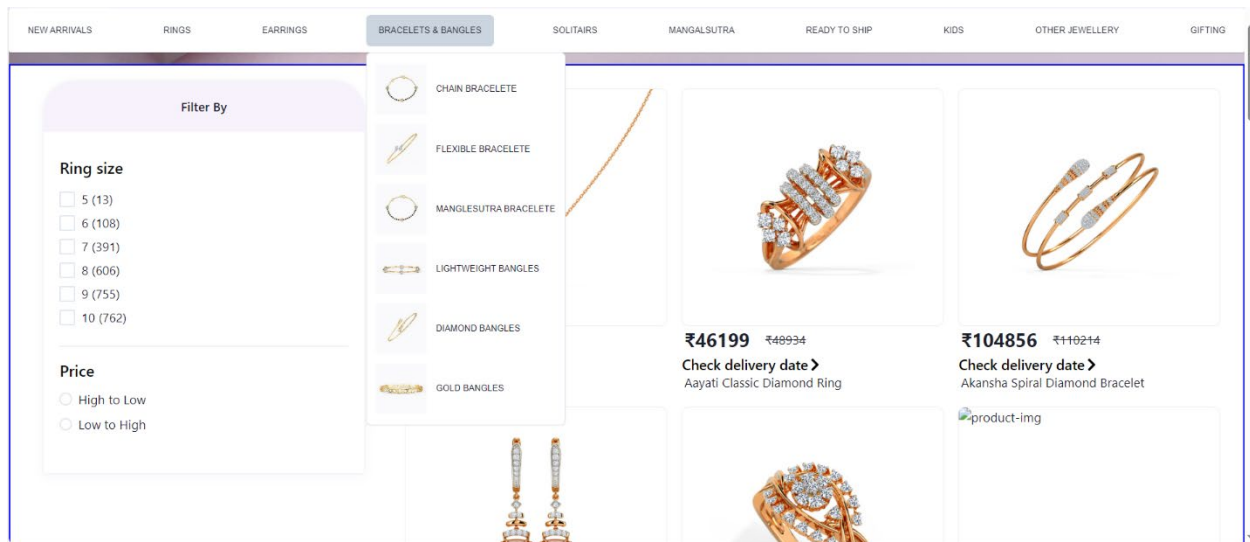 NEW ARRIVALS RINGS EARRINGS BRACELETS & BANGLES SOLITAIRS MANGALSUTRA READY TO SHIP KIDS OTHER JEWELLERY GIFTING
CHAIN BRACELETE
FLEXIBLE BRACELETE
MANGLESUTRA BRACELETE
LIGHTWEIGHT BANGLES
DIAMOND BANGLES
GOLD BANGLES
Filter By
Ring size
5 (13)
6 (108)
7 (391)
8 (606)
9 (755)
10 (762)
Price
High to Low
Low to High
₹46199 ₹48934
Check delivery date
Aayati Classic Diamond Ring
₹104856 ₹110214
Check delivery date
Akansha Spiral Diamond Bracelet
product-img